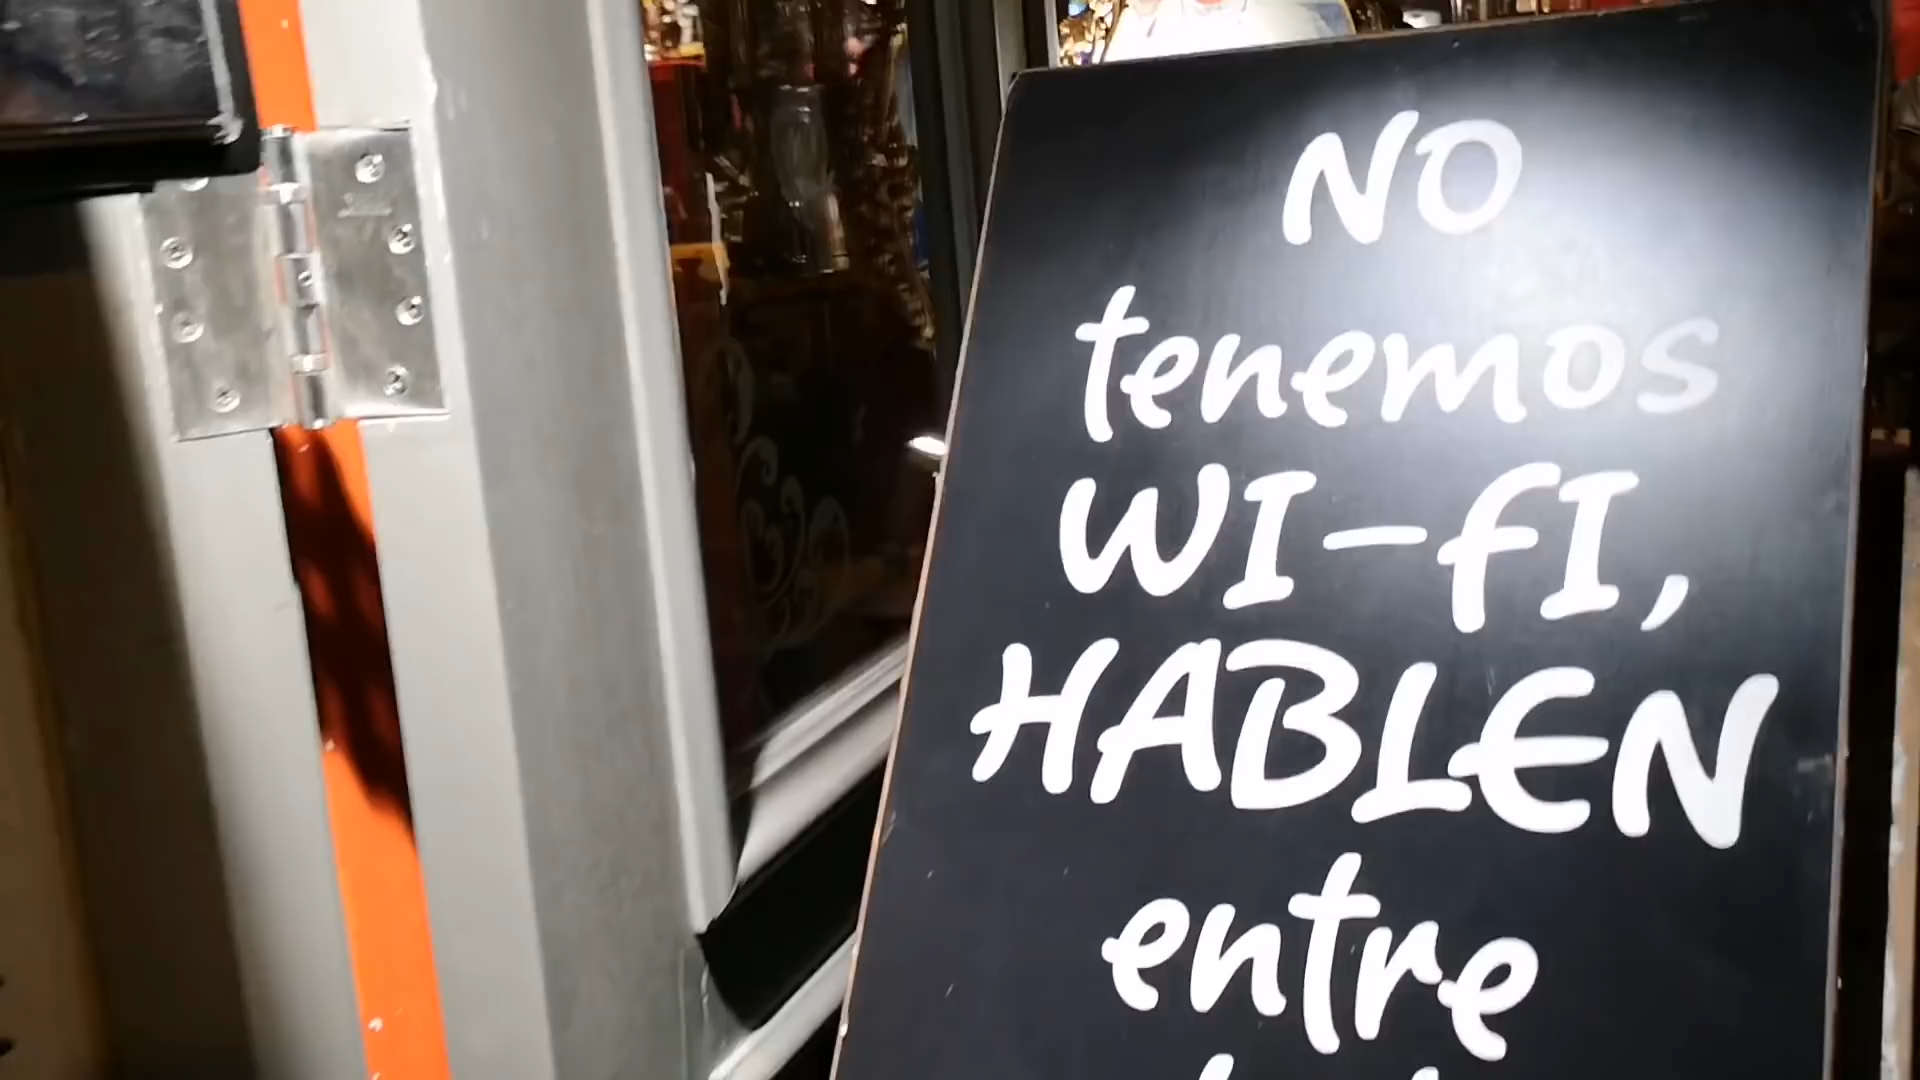 NO
tenemos
WI-FI,
HABLEN
entre